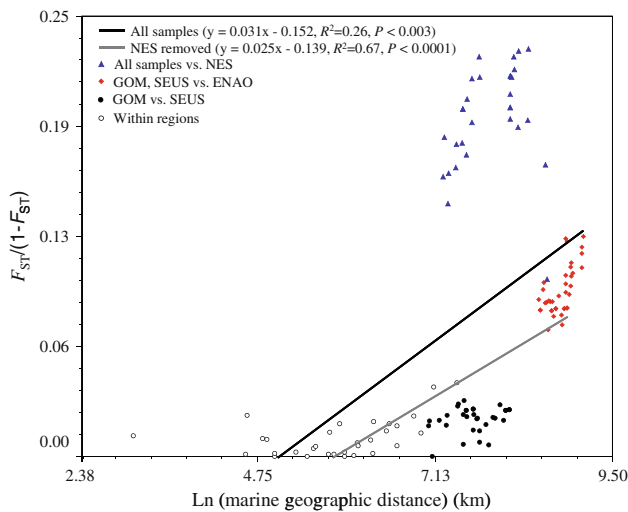 All samples (y = 0.031x - 0.152, R²=0.26, P < 0.003)
NES removed (y = 0.025x - 0.139, R²=0.67, P < 0.0001)
All samples vs. NES
GOM, SEUS vs. ENAO
GOM vs. SEUS
Within regions
0.25
0.19
0.13
0.06
0.00
FST/(1-FST)
2.38 4.75 7.13 9.50
Ln (marine geographic distance) (km)